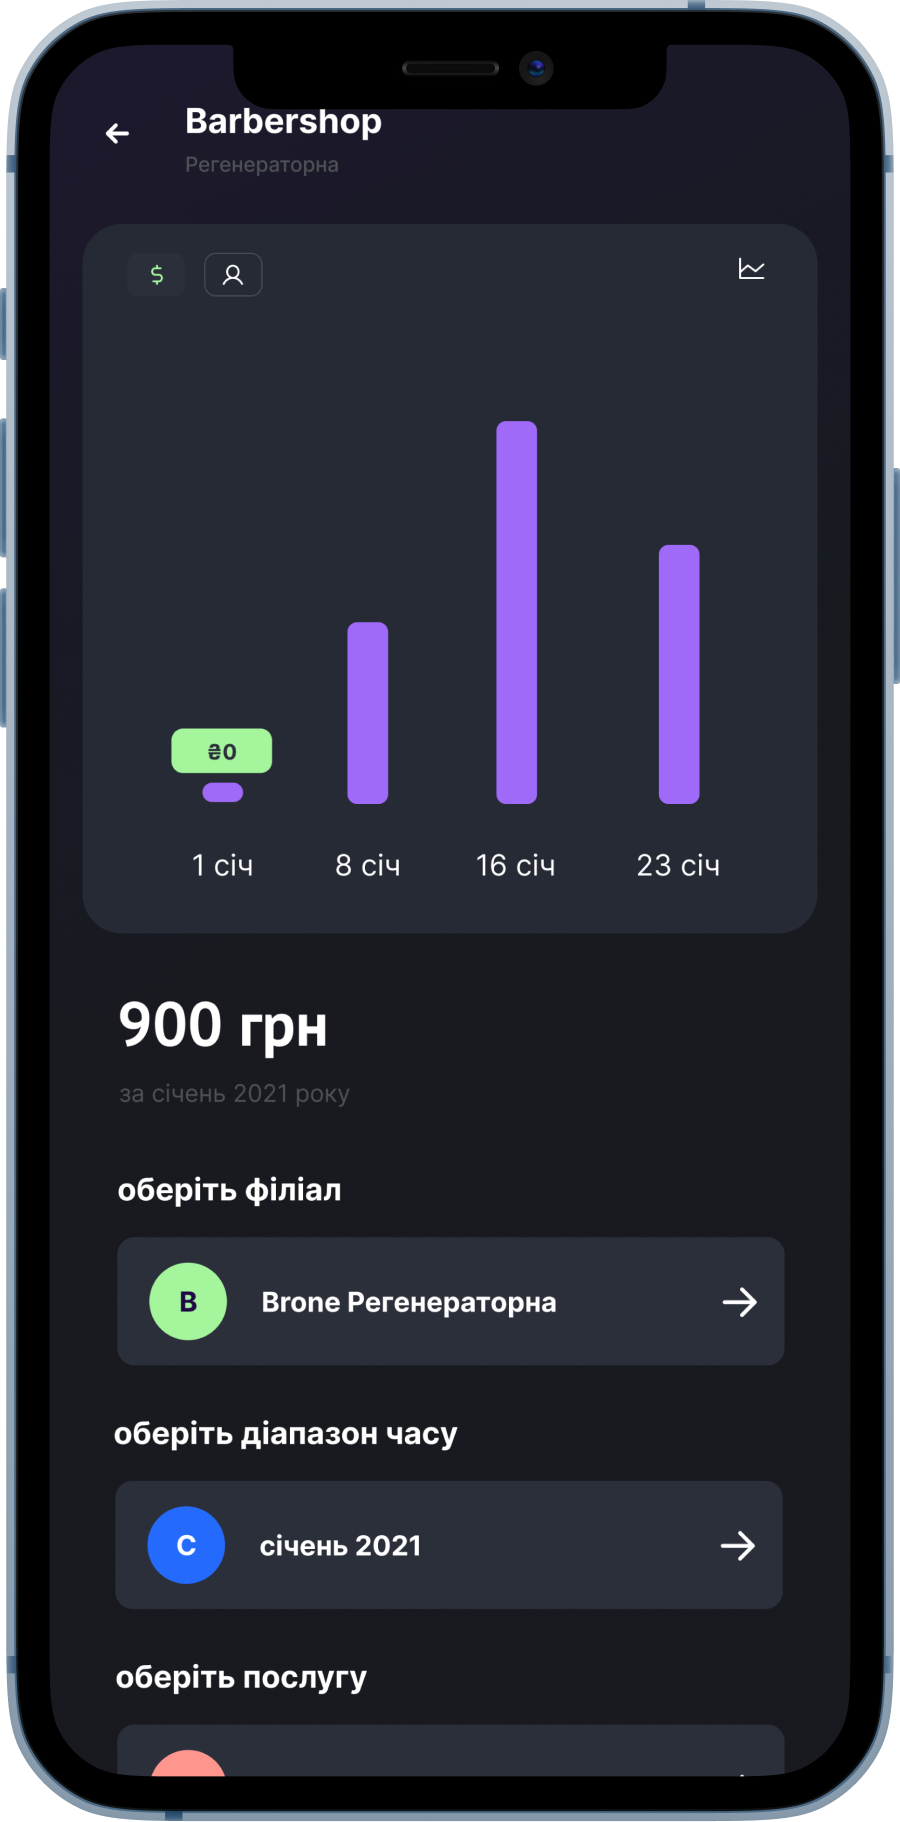 Barbershop
Регенераторна
$
₴0
1 січ 8 січ 16 січ 23 січ
900 грн
за січень 2021 року
оберіть філіал
B Brone Регенераторна
оберіть діапазон часу
С січень 2021
оберіть послугу